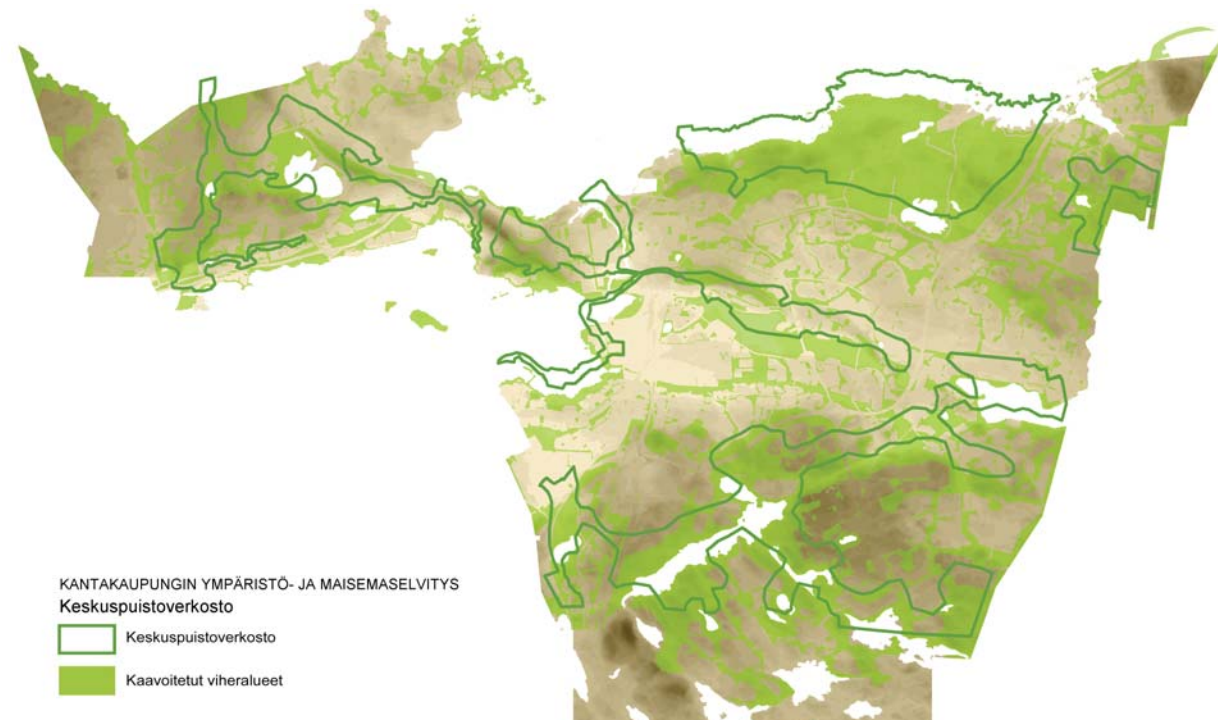 KANTAKAUPUNGIN YMPÄRISTÖ- JA MAISEMASELVITYS
Keskuspuistoverkosto
Keskuspuistoverkosto
Kaavoitetut viheralueet